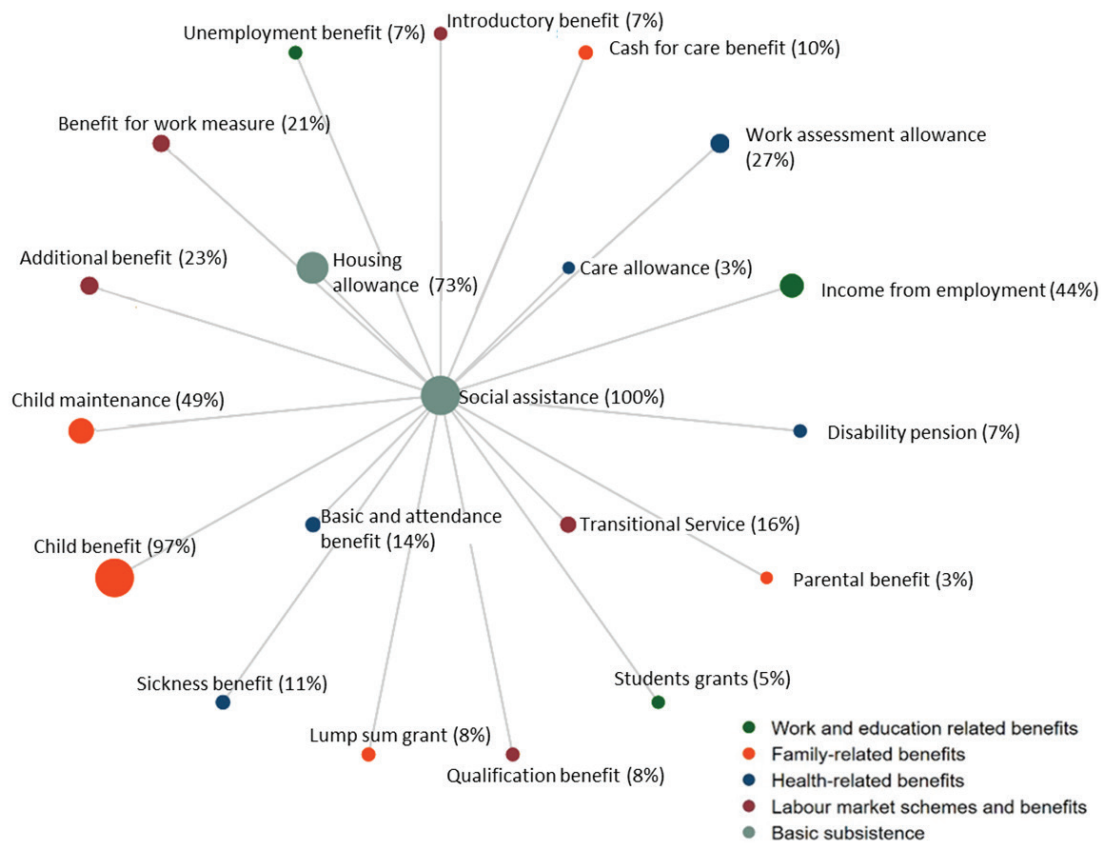 Introductory benefit (7%)
Unemployment benefit (7%)
Cash for care benefit (10%)
Benefit for work measure (21%)
Work assessment allowance
(27%)
Additional benefit (23%)
Housing
allowance (73%)
Care allowance (3%)
Income from employment (44%)
Child maintenance (49%)
Social assistance (100%)
Disability pension (7%)
Basic and attendance
benefit (14%)
Transitional Service (16%)
Child benefit (97%)
Parental benefit (3%)
Sickness benefit (11%)
Students grants (5%)
Lump sum grant (8%)
Qualification benefit (8%)
Work and education related benefits
Family-related benefits
Health-related benefits
Labour market schemes and benefits
Basic subsistence